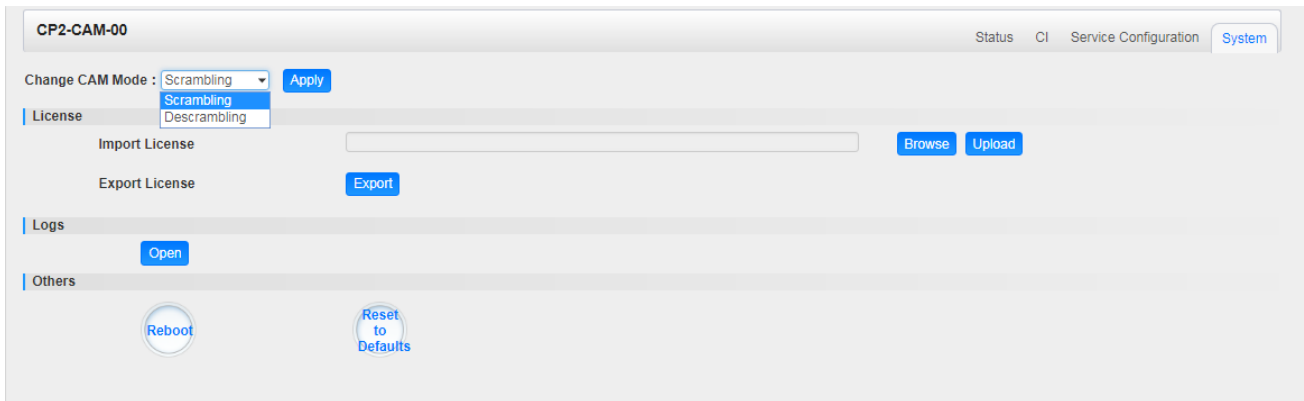 CP2-CAM-00
Status CI Service Configuration System
Change CAM Mode : Scrambling Apply
Scrambling
Descrambling
License
Import License Browse Upload
Export License Export
Logs
Open
Others
Reboot
Reset
to
Defaults